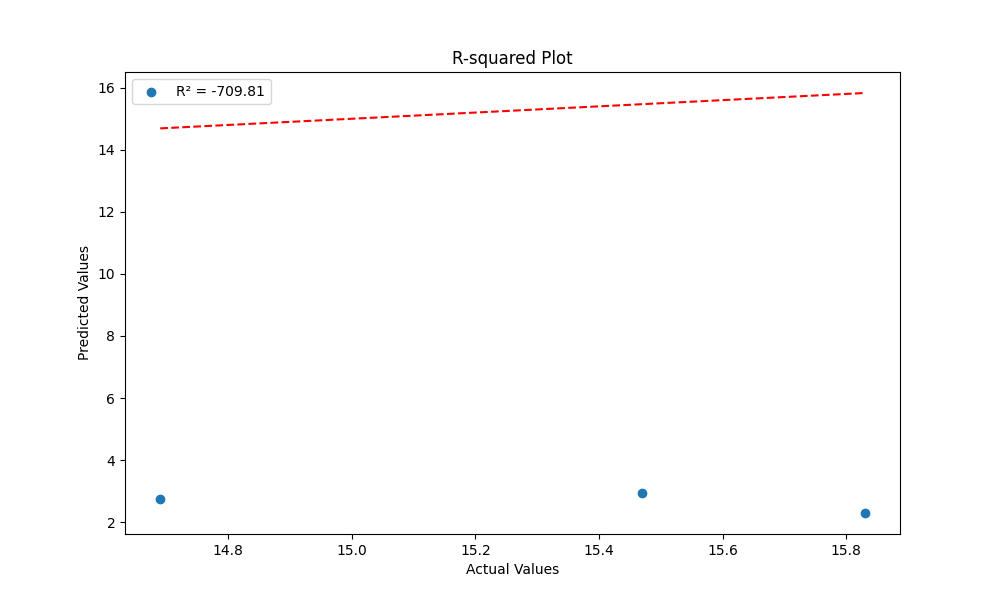 R-squared Plot
R² = -709.81
16
14
12
10
8
6
4
2
Predicted Values
14.8 15.0 15.2 15.4 15.6 15.8
Actual Values